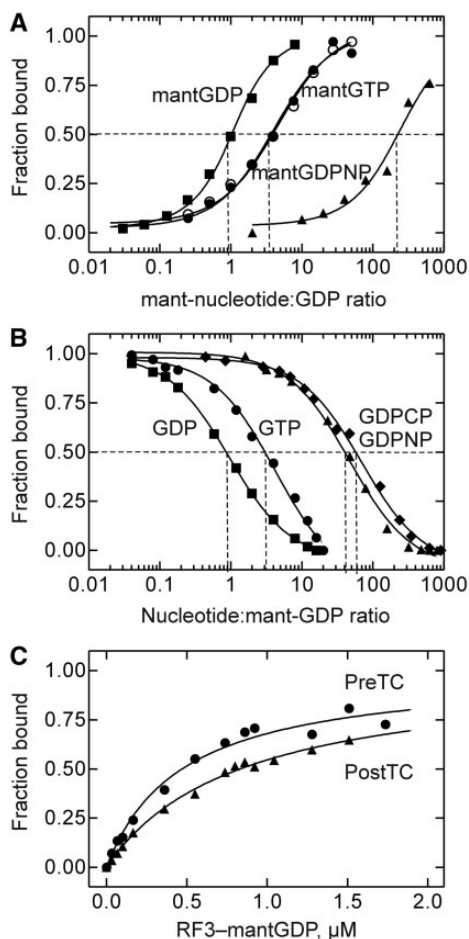 A
1.00
0.75
0.50
0.25
0.00
Fraction bound
mantGDP
mantGTP
mantGDPNP
0.01 0.1 1 10 100 1000
mant-nucleotide:GDP ratio
B
1.00
0.75
0.50
0.25
0.00
Fraction bound
GDP
GTP
GDPCP
GDPNP
0.01 0.1 1 10 100 1000
Nucleotide:mant-GDP ratio
C
1.00
0.75
0.50
0.25
0.00
Fraction bound
PreTC
PostTC
0.0 0.5 1.0 1.5 2.0
RF3–mantGDP, µM